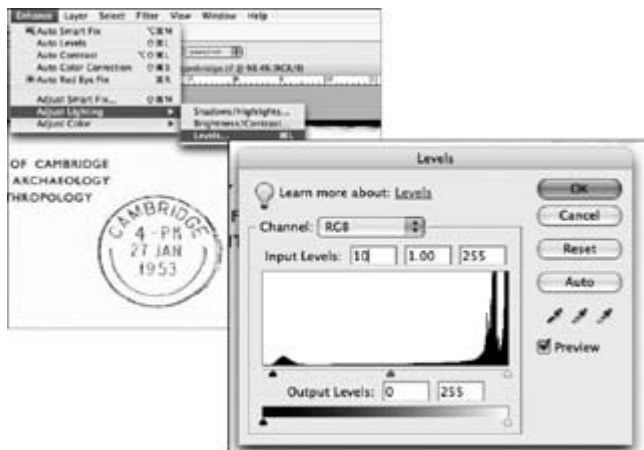 Enhance Layer Select Filter View Window Help
Auto Smart Fix ⌥⌘M
Auto Levels ⇧⌘L
Auto Contrast ⌥⇧⌘L
Auto Color Correction ⇧⌘B
Auto Red Eye Fix ⌘R
Adjust Smart Fix... ⇧⌘M
Adjust Lighting
Adjust Color
Shadows/Highlights...
Brightness/Contrast...
Levels... ⌘L
OF CAMBRIDGE
ARCHAEOLOGY
THROPOLOGY
CAMBRIDGE
4 - PM
27 JAN
1953
Levels
Learn more about: Levels
Channel: RGB
Input Levels: 10 1.00 255
Output Levels: 0 255
OK
Cancel
Reset
Auto
Preview